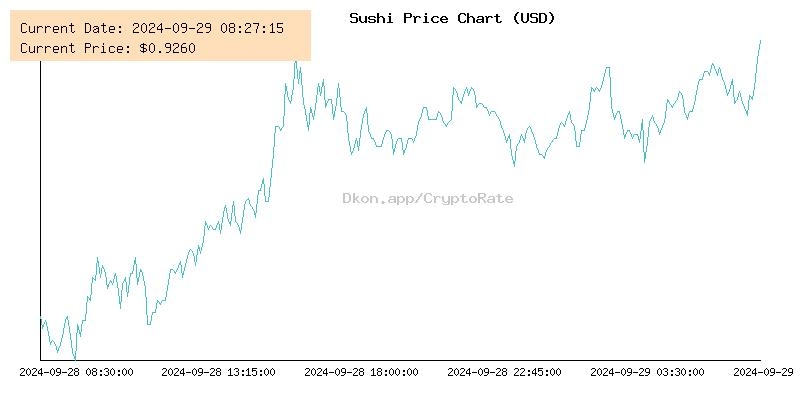 Sushi Price Chart (USD)
Current Date: 2024-09-29 08:27:15
Current Price: $0.9260
Dkon.app/CryptoRate
2024-09-28 08:30:00 2024-09-28 13:15:00 2024-09-28 18:00:00 2024-09-28 22:45:00 2024-09-29 03:30:00 2024-09-29